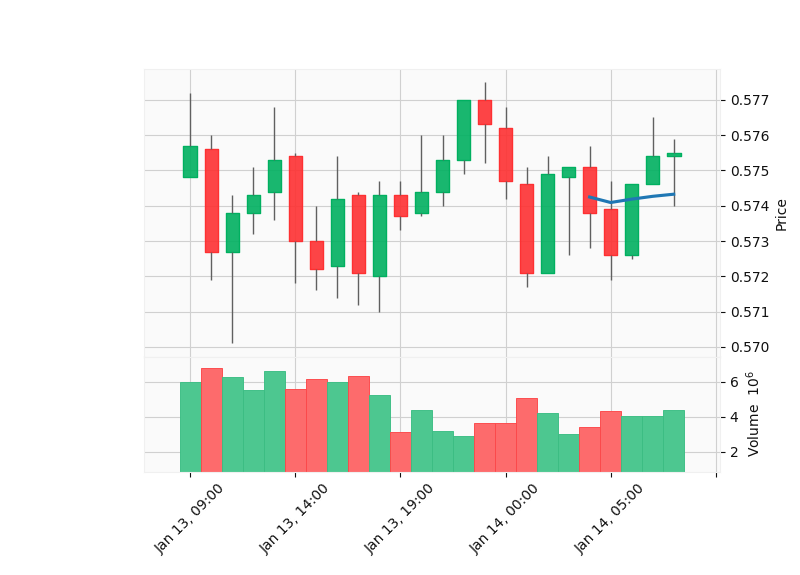 0.577
0.576
0.575
0.574
0.573
0.572
0.571
0.570
Price
6
4
2
Volume 10⁶
Jan 13, 09:00
Jan 13, 14:00
Jan 13, 19:00
Jan 14, 00:00
Jan 14, 05:00